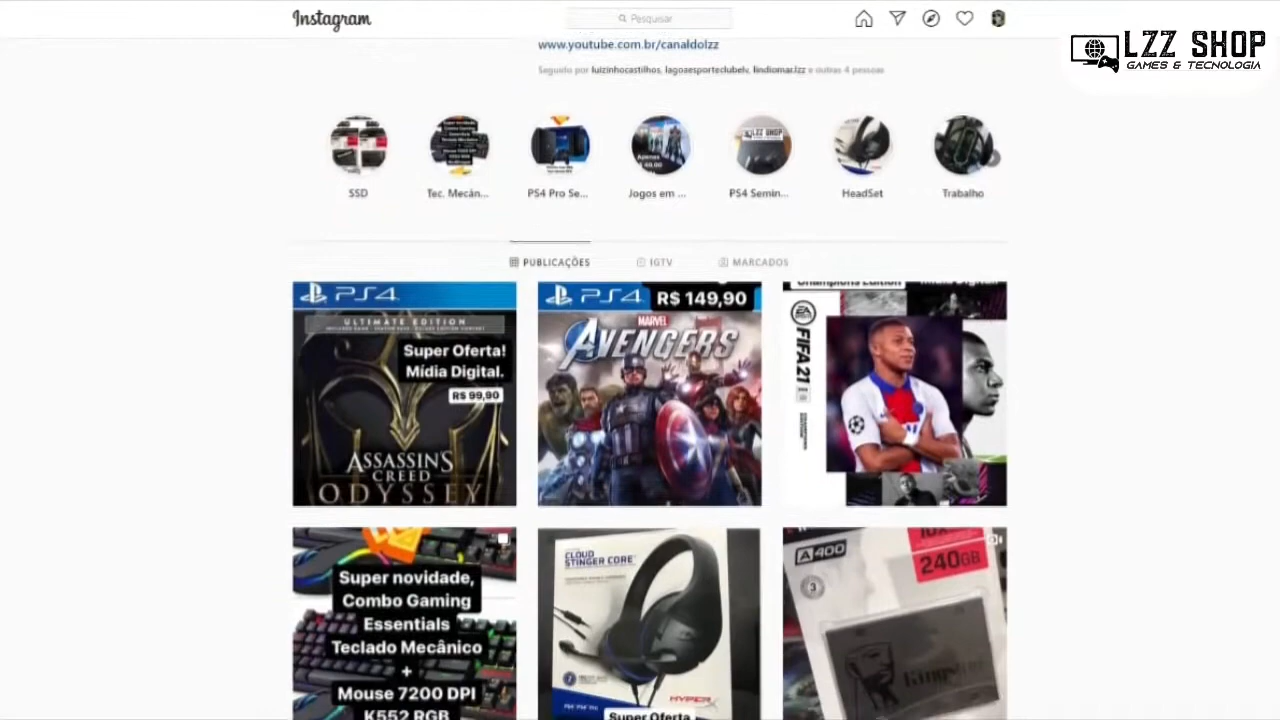 Instagram
Pesquisar
LZZ SHOP
GAMES & TECNOLOGIA
www.youtube.com.br/canaldolzz
Seguido por luizinhocastilhos, lagoaesporteclubelv, lindiomar.lzz e outras 4 pessoas
SSD
Tec. Mecân...
PS4 Pro Se...
Jogos em ...
PS4 Semin...
HeadSet
Trabalho
PUBLICAÇÕES
IGTV
MARCADOS
PS4
ULTIMATE EDITION
Super Oferta!
Mídia Digital.
R$ 99,90
ASSASSIN'S
CREED
ODYSSEY
PS4
R$ 149,90
MARVEL
AVENGERS
Champions Edition
FIFA 21
Super novidade,
Combo Gaming
Essentials
Teclado Mecânico
+
Mouse 7200 DPI
K552 RGB
CLOUD
STINGER CORE
HYPERX
Super Oferta
A400
10X
240GB
3
Kingston